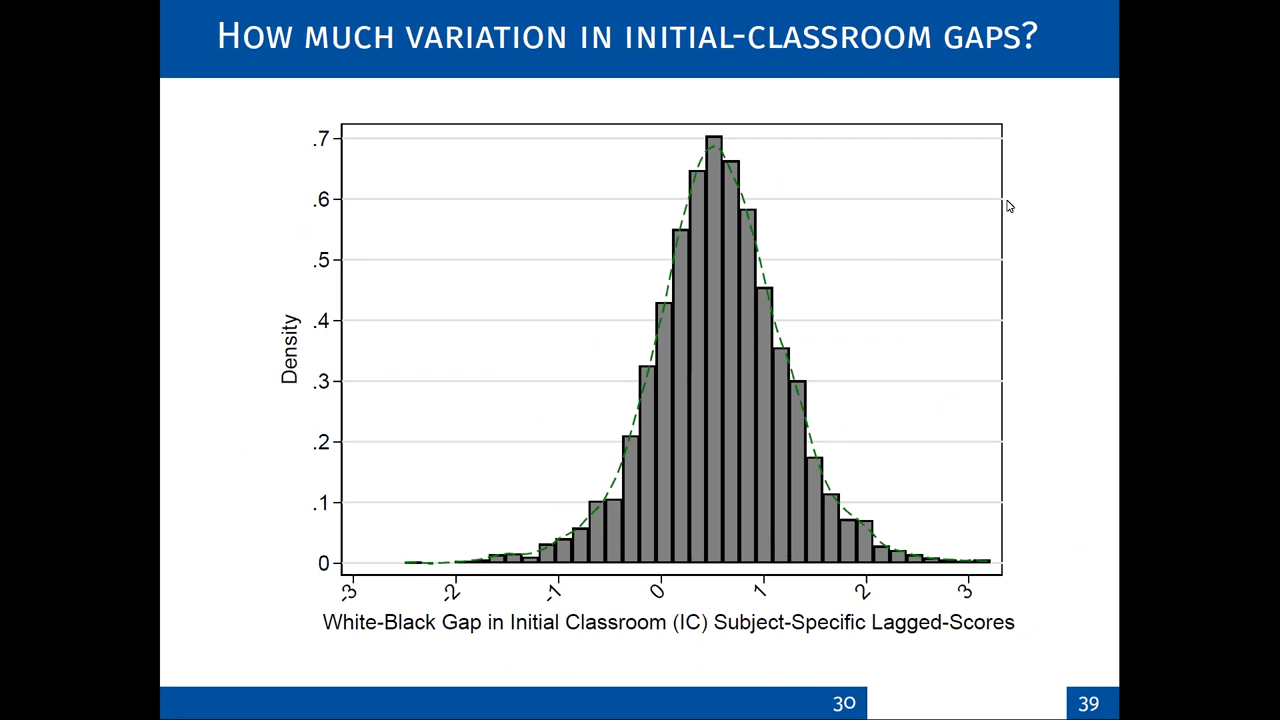 HOW MUCH VARIATION IN INITIAL-CLASSROOM GAPS?
.7
.6
.5
.4
.3
.2
.1
0
Density
-3 -2 -1 0 1 2 3
White-Black Gap in Initial Classroom (IC) Subject-Specific Lagged-Scores
30 39